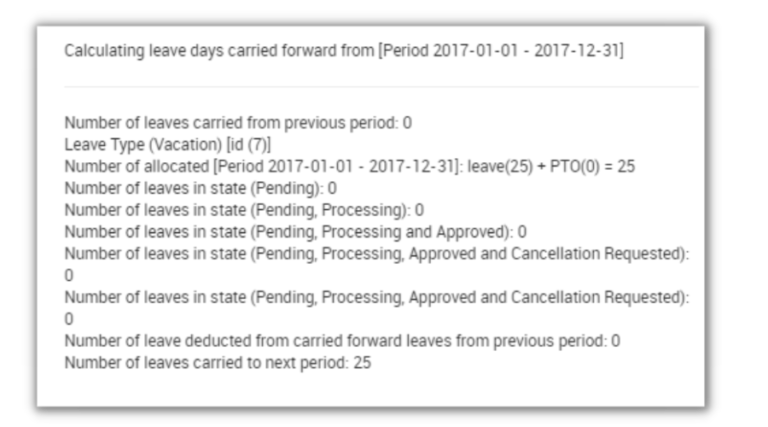 Calculating leave days carried forward from [Period 2017-01-01 - 2017-12-31]
Number of leaves carried from previous period: 0
Leave Type (Vacation) [id (7)]
Number of allocated [Period 2017-01-01 - 2017-12-31]: leave(25) + PTO(0) = 25
Number of leaves in state (Pending): 0
Number of leaves in state (Pending, Processing): 0
Number of leaves in state (Pending, Processing and Approved): 0
Number of leaves in state (Pending, Processing, Approved and Cancellation Requested):
0
Number of leaves in state (Pending, Processing, Approved and Cancellation Requested):
0
Number of leave deducted from carried forward leaves from previous period: 0
Number of leaves carried to next period: 25